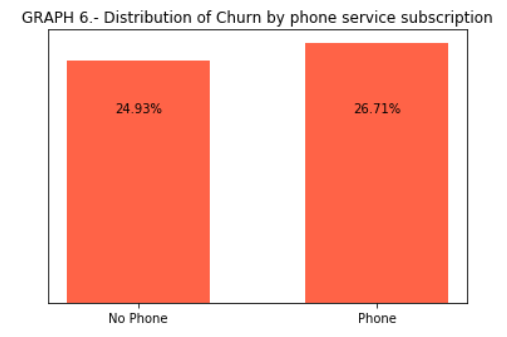 GRAPH 6.- Distribution of Churn by phone service subscription
24.93%
26.71%
No Phone
Phone